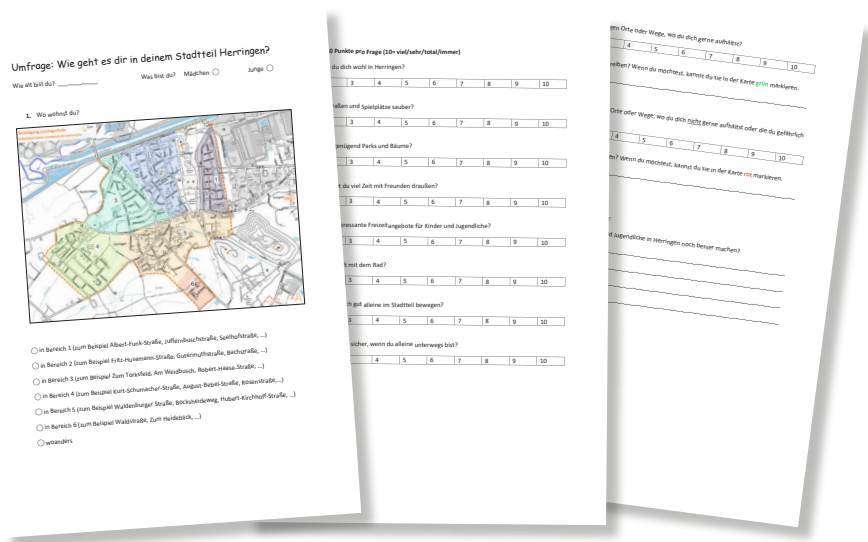 Umfrage: Wie geht es dir in deinem Stadtteil Herringen?
Wie alt bist du? ___________ Was bist du? Mädchen Junge
1. Wo wohnst du?
3
4
6
in Bereich 1 (zum Beispiel Albert-Funk-Straße, Seelhofstraße, ...)
in Bereich 2 (zum Beispiel Fritz-Husemann-Straße, Gutermuthstraße, Bachstraße, ...)
in Bereich 3 (zum Beispiel Zum Torksfeld, Am Weidbusch, Robert-Haase-Straße, ...)
in Bereich 4 (zum Beispiel Kurt-Schumacher-Straße, August-Bebel-Straße, Rosenstraße,...)
in Bereich 5 (zum Beispiel Waldenburger Straße, Bocksheideweg, Hubert-Kirchhoff-Straße, ...)
in Bereich 6 (zum Beispiel Waldstraße, Zum Heideblick, ...)
woanders
0 Punkte pro Frage (10= viel/sehr/total/immer)
du dich wohl in Herringen?
3 4 5 6 7 8 9 10
raßen und Spielplätze sauber?
3 4 5 6 7 8 9 10
genügend Parks und Bäume?
3 4 5 6 7 8 9 10
t du viel Zeit mit Freunden draußen?
3 4 5 6 7 8 9 10
eressante Freizeitangebote für Kinder und Jugendliche?
3 4 5 6 7 8 9 10
t mit dem Rad?
3 4 5 6 7 8 9 10
ch gut alleine im Stadtteil bewegen?
3 4 5 6 7 8 9 10
sicher, wenn du alleine unterwegs bist?
4 5 6 7 8 9 10
gen Orte oder Wege, wo du dich gerne aufhältst?
4 5 6 7 8 9 10
reiben? Wenn du möchtest, kannst du sie in der Karte grün markieren.
Orte oder Wege, wo du dich nicht gerne aufhältst oder die du gefährlich
4 5 6 7 8 9 10
en? Wenn du möchtest, kannst du sie in der Karte rot markieren.
d Jugendliche in Herringen noch besser machen?